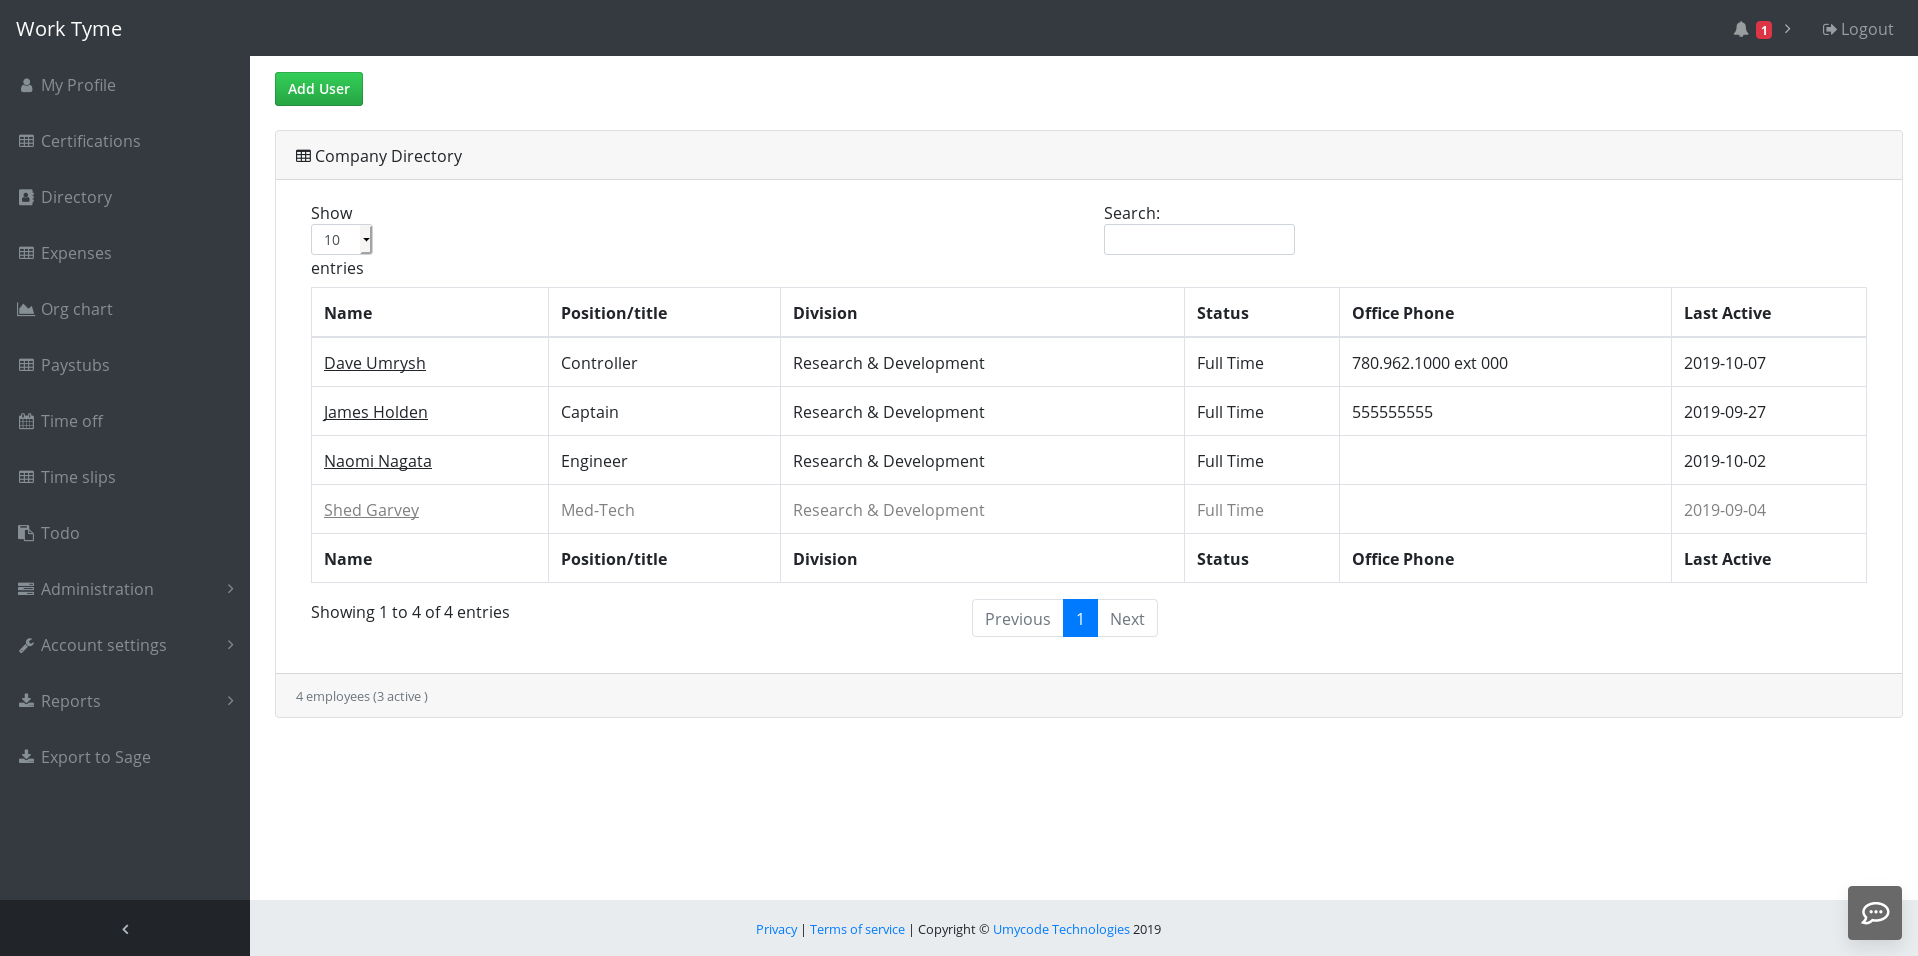 Work Tyme
1
Logout
My Profile
Certifications
Directory
Expenses
Org chart
Paystubs
Time off
Time slips
Todo
Administration
Account settings
Reports
Export to Sage
Add User
Company Directory
Show
10
entries
Search:
Name Position/title Division Status Office Phone Last Active
Dave Umrysh Controller Research & Development Full Time 780.962.1000 ext 000 2019-10-07
James Holden Captain Research & Development Full Time 555555555 2019-09-27
Naomi Nagata Engineer Research & Development Full Time 2019-10-02
Shed Garvey Med-Tech Research & Development Full Time 2019-09-04
Name Position/title Division Status Office Phone Last Active
Showing 1 to 4 of 4 entries
Previous 1 Next
4 employees (3 active )
Privacy | Terms of service | Copyright © Umycode Technologies 2019